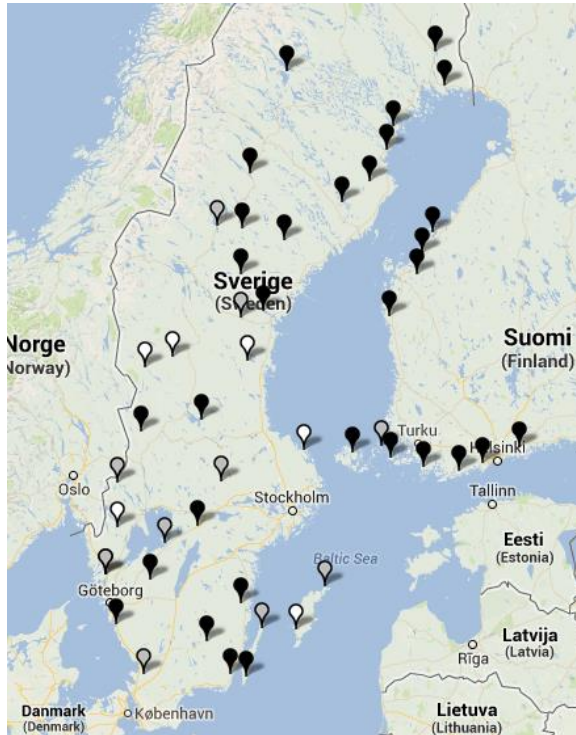 Sverige
(Sweden)
Norge
(Norway)
Suomi
(Finland)
Turku
Helsinki
Oslo
Stockholm
Tallinn
Eesti
(Estonia)
Baltic Sea
Göteborg
Latvija
(Latvia)
Rīga
Danmark
(Denmark)
København
Lietuva
(Lithuania)